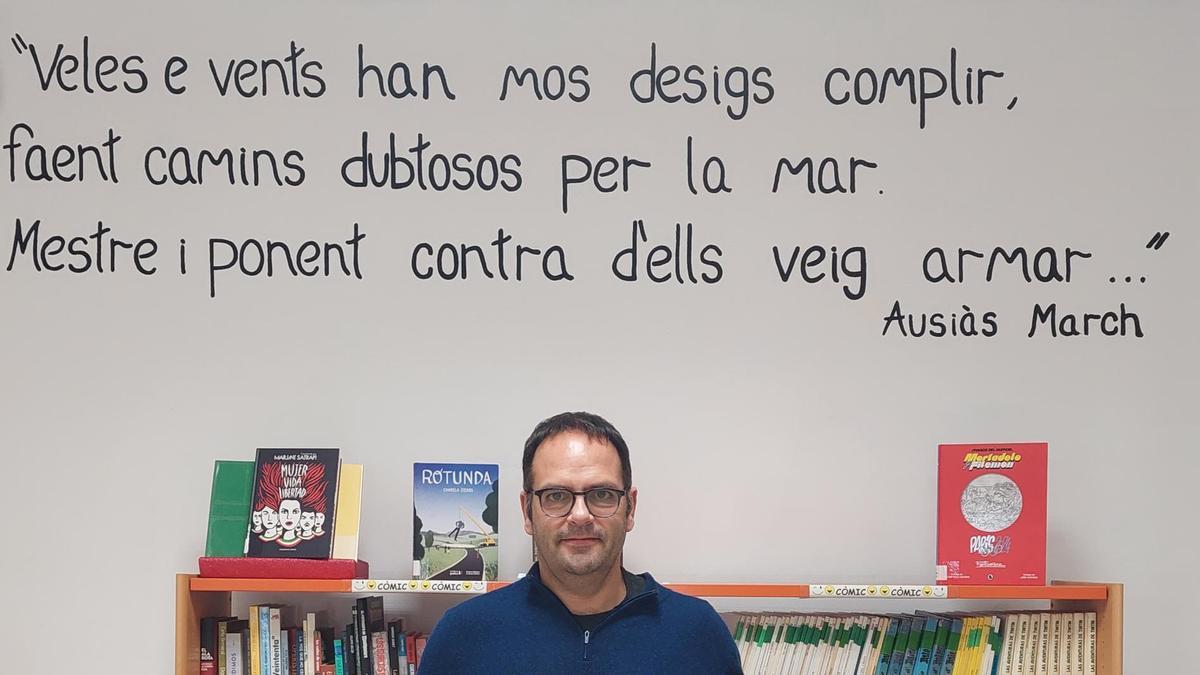 “Veles e vents han mos desigs complir,
faent camins dubtosos per la mar.
Mestre i ponent contra d'ells veig armar...”
Ausiàs March
MARJANE SATRAPI
MUJER
VIDA
LIBERTAD
ROTUNDA
Mortadelo
y Filemón
CÒMIC CÒMIC
CÒMIC CÒMIC